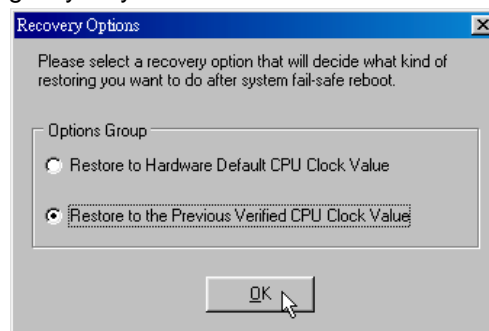 Recovery Options
Please select a recovery option that will decide what kind of
restoring you want to do after system fail-safe reboot.
Options Group
Restore to Hardware Default CPU Clock Value
Restore to the Previous Verified CPU Clock Value
OK